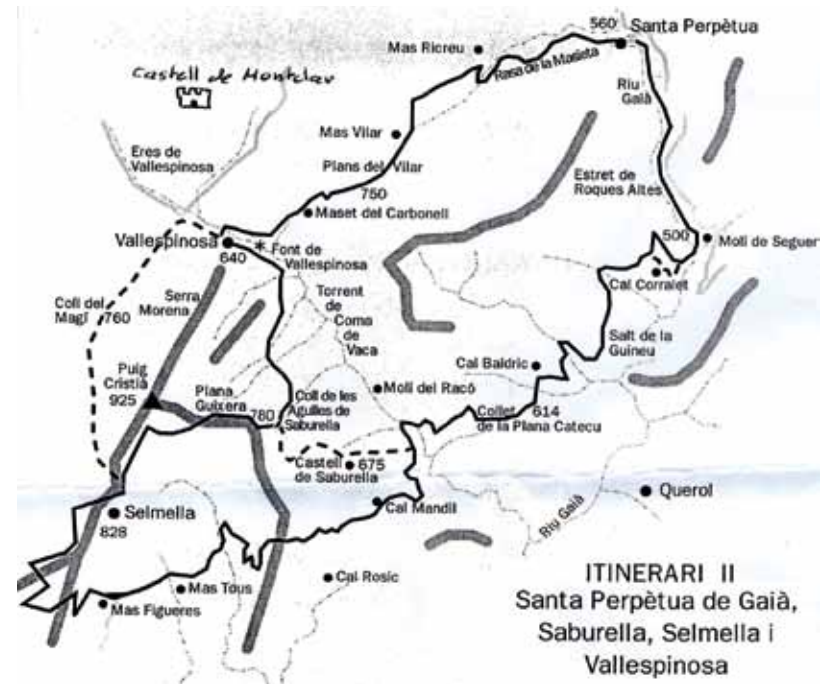 560
Santa Perpètua
Mas Ricreu
Rasa de la Masieta
Castell de Montclar
Riu
Gaià
Mas Vilar
Eres de
Vallespinosa
Plans del Vilar
750
Estret de
Roques Altes
Maset del Carbonell
Vallespinosa
640
* Font de
Vallespinosa
500
Molí de Seguer
Cal Corralet
Coll del
Magí
760
Serra
Morena
Torrent
de
Coma
de
Vaca
Salt de la
Guineu
Puig
Cristià
925
Cal Baldric
Plana
Guixera
780
Coll de les
Agulles de
Saburella
Molí del Racó
Collet 614
de la Plana Catecu
Castell 675
de Saburella
Selmella
828
Cal Mandil
Querol
Riu Gaià
Mas Tous
Cal Rosic
Mas Figueres
ITINERARI II
Santa Perpètua de Gaià,
Saburella, Selmella i
Vallespinosa